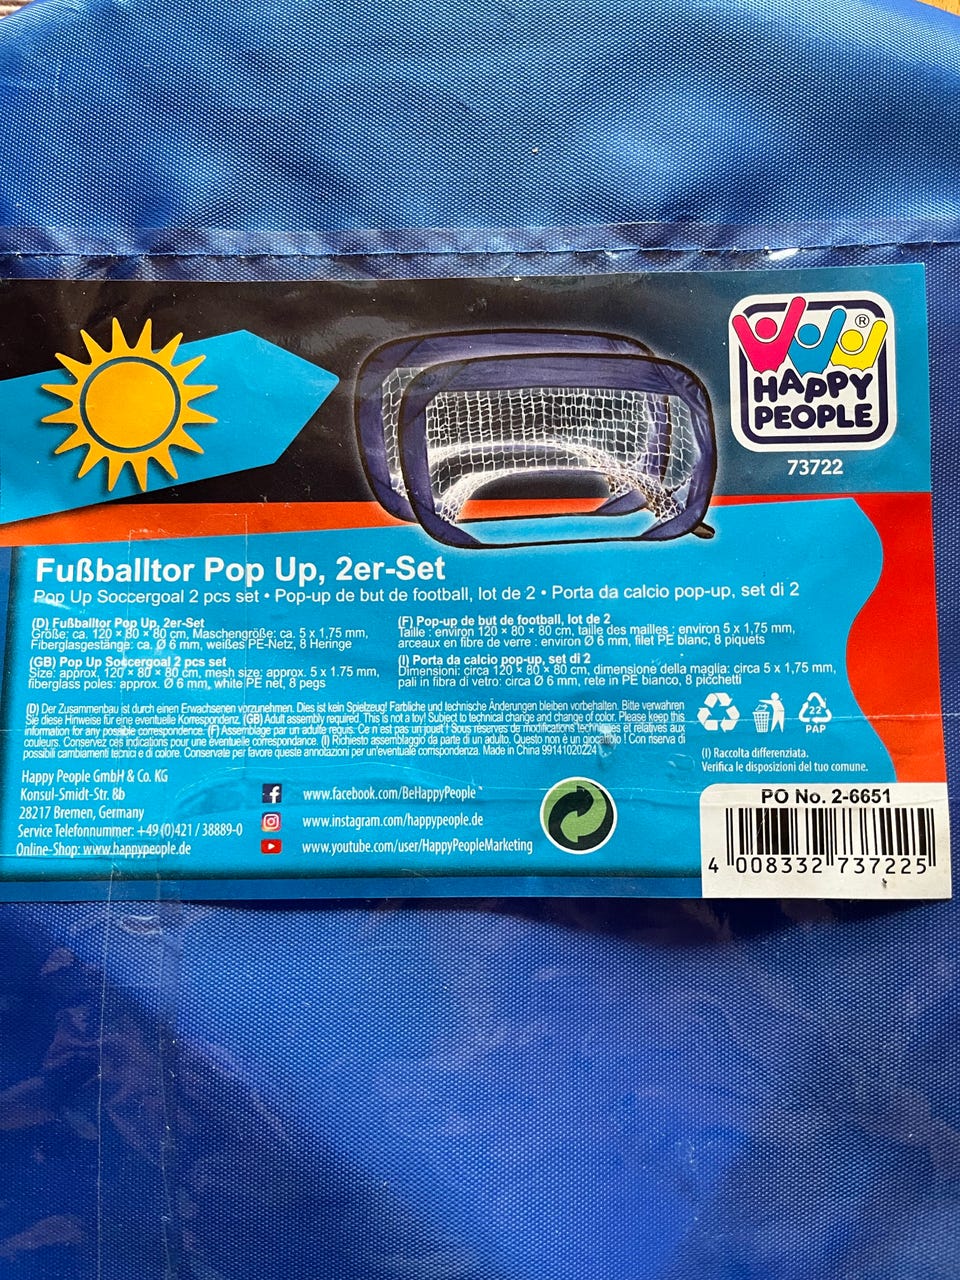 HAPPY
PEOPLE
®
73722
Fußballtor Pop Up, 2er-Set
Pop Up Soccergoal 2 pcs set • Pop-up de but de football, lot de 2 • Porta da calcio pop-up, set di 2
(D) Fußballtor Pop Up, 2er-Set
Größe: ca. 120 × 80 × 80 cm, Maschengröße: ca. 5 x 1,75 mm,
Fiberglasgestänge: ca. Ø 6 mm, weißes PE-Netz, 8 Heringe
(GB) Pop Up Soccergoal 2 pcs set
Size: approx. 120 × 80 × 80 cm, mesh size: approx. 5 x 1.75 mm,
fiberglass poles: approx. Ø 6 mm, white PE net, 8 pegs
(F) Pop-up de but de football, lot de 2
Taille : environ 120 × 80 × 80 cm, taille des mailles : environ 5 x 1,75 mm,
arceaux en fibre de verre : environ Ø 6 mm, filet PE blanc, 8 piquets
(I) Porta da calcio pop-up, set di 2
Dimensioni: circa 120 × 80 × 80 cm, dimensione della maglia: circa 5 x 1,75 mm,
pali in fibra di vetro: circa Ø 6 mm, rete in PE bianco, 8 picchetti
(D) Der Zusammenbau ist durch einen Erwachsenen vorzunehmen. Dies ist kein Spielzeug! Farbliche und technische Änderungen bleiben vorbehalten. Bitte verwahren
Sie diese Hinweise für eine eventuelle Korrespondenz. (GB) Adult assembly required. This is not a toy! Subject to technical change and change of color. Please keep this
information for any possible correspondence. (F) Assemblage par un adulte requis. Ce n'est pas un jouet ! Sous réserves de modifications techniques et relatives aux
couleurs. Conservez ces indications pour une éventuelle correspondance. (I) Richiesto assemblaggio da parte di un adulto. Questo non è un giocattolo ! Con riserva di
possibili cambiamenti tecnici e di colore. Conservate per favore queste annotazioni per un'eventuale corrispondenza. Made in China 99141020224
22
PAP
(I) Raccolta differenziata.
Verifica le disposizioni del tuo comune.
Happy People GmbH & Co. KG
Konsul-Smidt-Str. 8b
28217 Bremen, Germany
Service Telefonnummer: +49 (0)421 / 38889-0
Online-Shop: www.happypeople.de
www.facebook.com/BeHappyPeople
www.instagram.com/happypeople.de
www.youtube.com/user/HappyPeopleMarketing
PO No. 2-6651
4 008332 737225